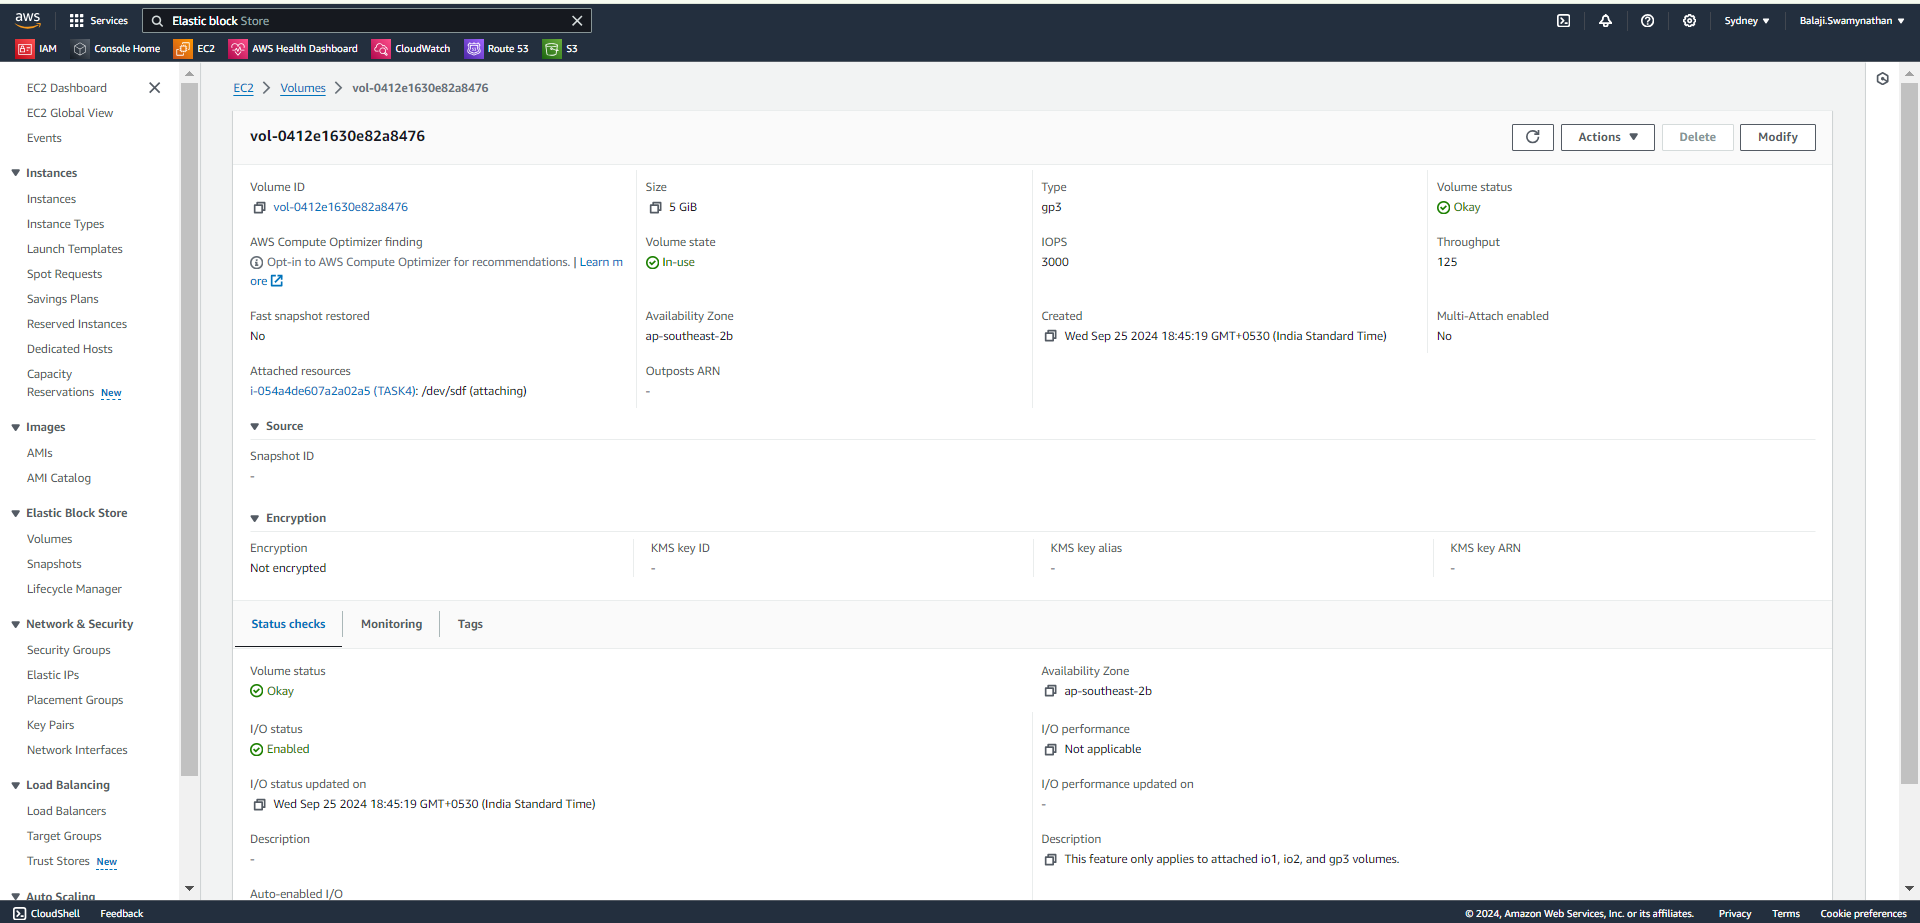 aws
Services
Elastic block Store
Sydney
Balaji.Swamynathan
IAM
Console Home
EC2
AWS Health Dashboard
CloudWatch
Route 53
S3
EC2 Dashboard
EC2 Global View
Events
Instances
Instances
Instance Types
Launch Templates
Spot Requests
Savings Plans
Reserved Instances
Dedicated Hosts
Capacity
Reservations New
Images
AMIs
AMI Catalog
Elastic Block Store
Volumes
Snapshots
Lifecycle Manager
Network & Security
Security Groups
Elastic IPs
Placement Groups
Key Pairs
Network Interfaces
Load Balancing
Load Balancers
Target Groups
Trust Stores New
Auto Scaling
EC2 > Volumes > vol-0412e1630e82a8476
vol-0412e1630e82a8476
Actions
Delete
Modify
Volume ID
vol-0412e1630e82a8476
Size
5 GiB
Type
gp3
Volume status
Okay
AWS Compute Optimizer finding
Opt-in to AWS Compute Optimizer for recommendations. | Learn m
ore
Volume state
In-use
IOPS
3000
Throughput
125
Fast snapshot restored
No
Availability Zone
ap-southeast-2b
Created
Wed Sep 25 2024 18:45:19 GMT+0530 (India Standard Time)
Multi-Attach enabled
No
Attached resources
i-054a4de607a2a02a5 (TASK4): /dev/sdf (attaching)
Outposts ARN
-
Source
Snapshot ID
-
Encryption
Encryption
Not encrypted
KMS key ID
-
KMS key alias
-
KMS key ARN
-
Status checks
Monitoring
Tags
Volume status
Okay
Availability Zone
ap-southeast-2b
I/O status
Enabled
I/O performance
Not applicable
I/O status updated on
Wed Sep 25 2024 18:45:19 GMT+0530 (India Standard Time)
I/O performance updated on
-
Description
-
Description
This feature only applies to attached io1, io2, and gp3 volumes.
Auto-enabled I/O
CloudShell
Feedback
© 2024, Amazon Web Services, Inc. or its affiliates.
Privacy
Terms
Cookie preferences